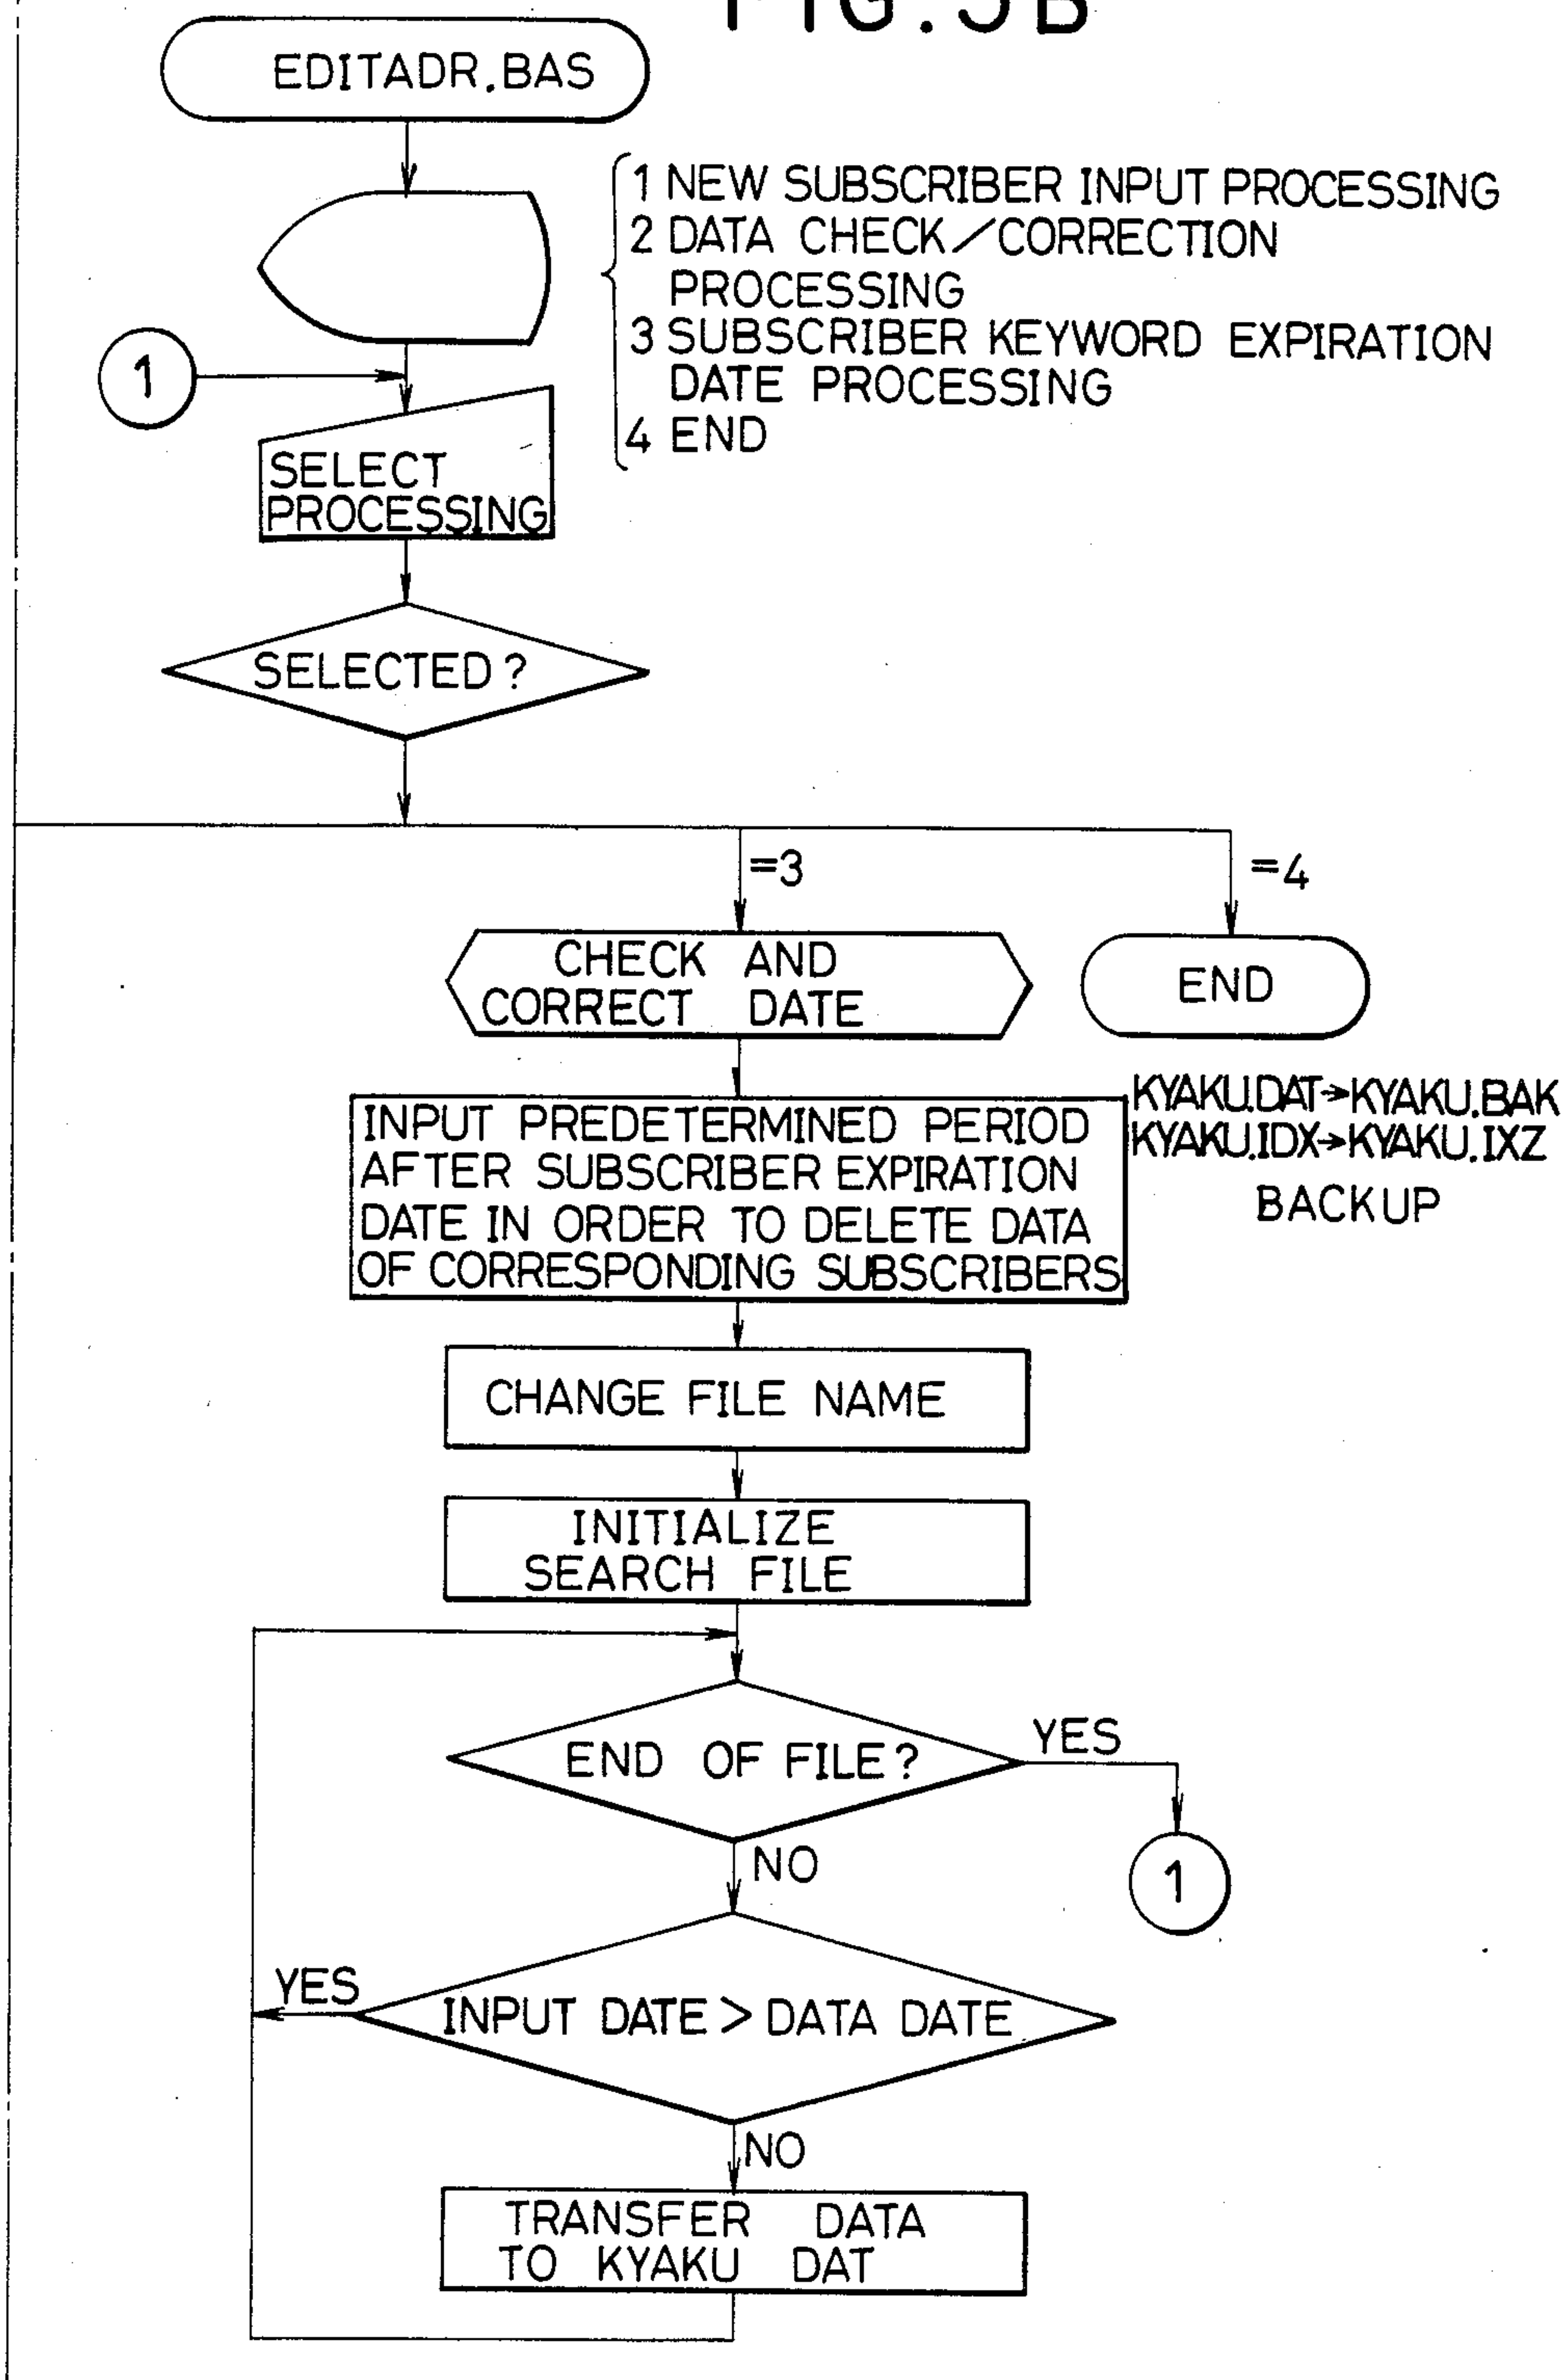 FIG. 5B
EDITADR.BAS
1 NEW SUBSCRIBER INPUT PROCESSING
2 DATA CHECK/CORRECTION
PROCESSING
3 SUBSCRIBER KEYWORD EXPIRATION
DATE PROCESSING
4 END
1
SELECT
PROCESSING
SELECTED?
=3
=4
CHECK AND
CORRECT DATE
END
KYAKU.DAT→KYAKU.BAK
KYAKU.IDX→KYAKU.IXZ
BACKUP
INPUT PREDETERMINED PERIOD
AFTER SUBSCRIBER EXPIRATION
DATE IN ORDER TO DELETE DATA
OF CORRESPONDING SUBSCRIBERS
CHANGE FILE NAME
INITIALIZE
SEARCH FILE
END OF FILE?
YES
NO
1
YES
INPUT DATE > DATA DATE
NO
TRANSFER DATA
TO KYAKU DAT